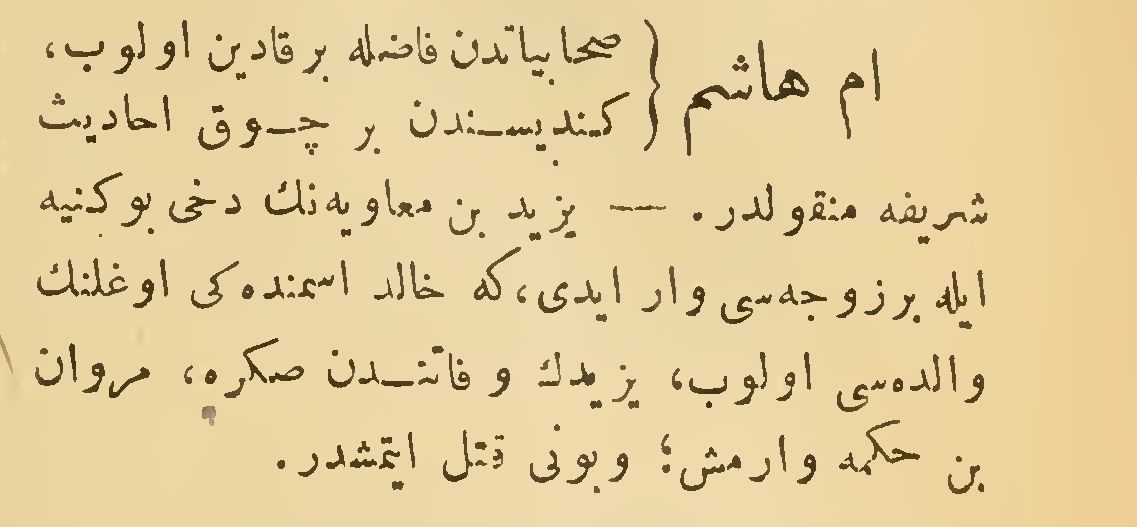 ام هاشم { صحابیاتدن فاضله بر قادین اولوب،
کندیسندن بر چوق احادیث
شریفه منقولدر. — یزید بن معاویه‌نك دخی بو کنیه
ایله بر زوجه‌سی وار ایدی، که خالد اسمنده‌کی اوغلنك
والده‌سی اولوب، یزیدك وفاتندن صکره، مروان
بن حکمه وارمش؛ و بونی قتل ایتمشدر.